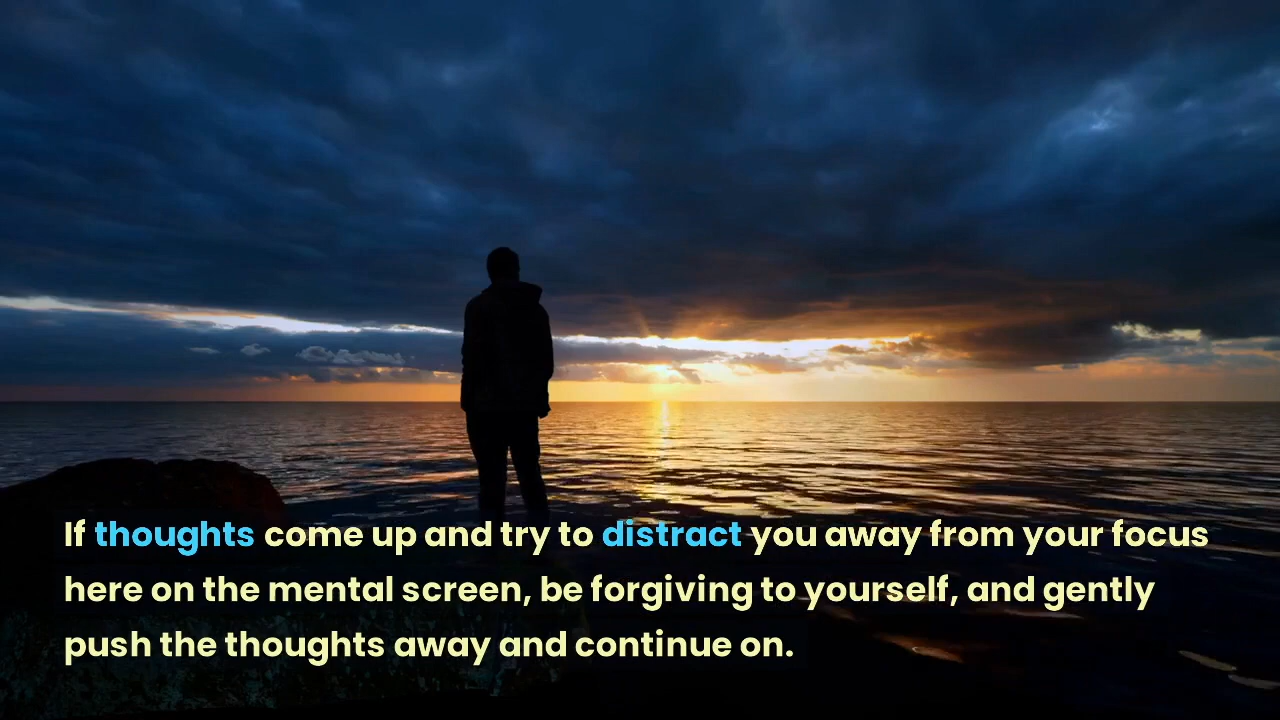 If thoughts come up and try to distract you away from your focus
here on the mental screen, be forgiving to yourself, and gently
push the thoughts away and continue on.